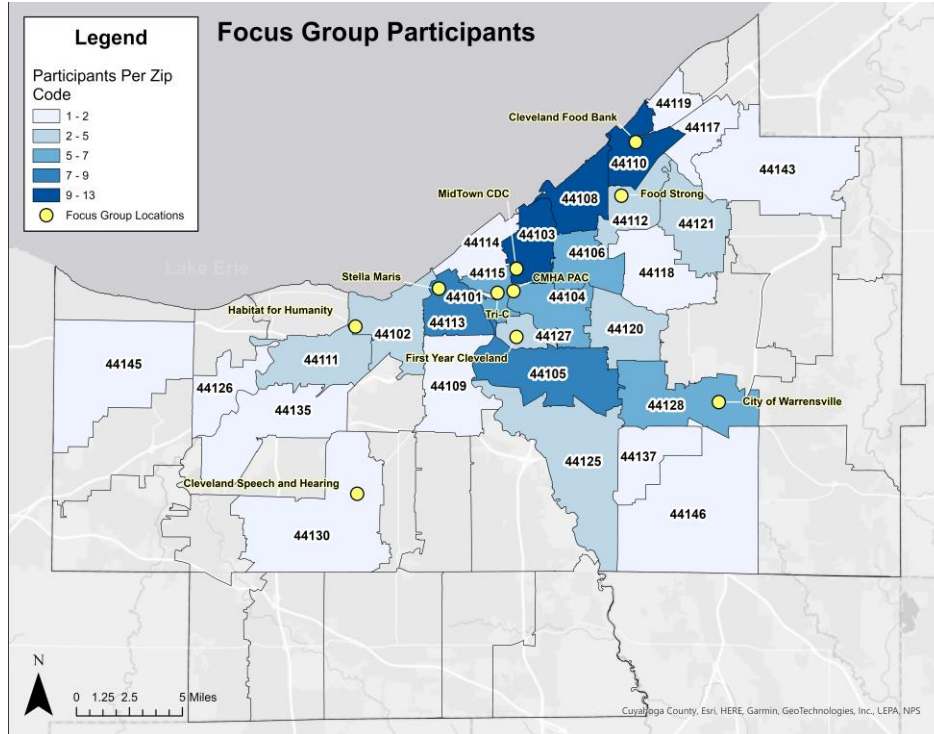 Focus Group Participants
Legend
Participants Per Zip
Code
1 - 2
2 - 5
5 - 7
7 - 9
9 - 13
Focus Group Locations
44119
Cleveland Food Bank
44117
44110
44143
44108
MidTown CDC
Food Strong
44112
44121
44103
44114
44106
44118
Lake Erie
Stella Maris
44115
CMHA PAC
44101
44104
Tri-C
Habitat for Humanity
44113
44102
44127
44120
44111
First Year Cleveland
44145
44105
44126
44109
44135
44128
City of Warrensville
44125
44137
Cleveland Speech and Hearing
44146
44130
N
0 1.25 2.5 5 Miles
Cuyahoga County, Esri, HERE, Garmin, GeoTechnologies, Inc., LEPA, NPS